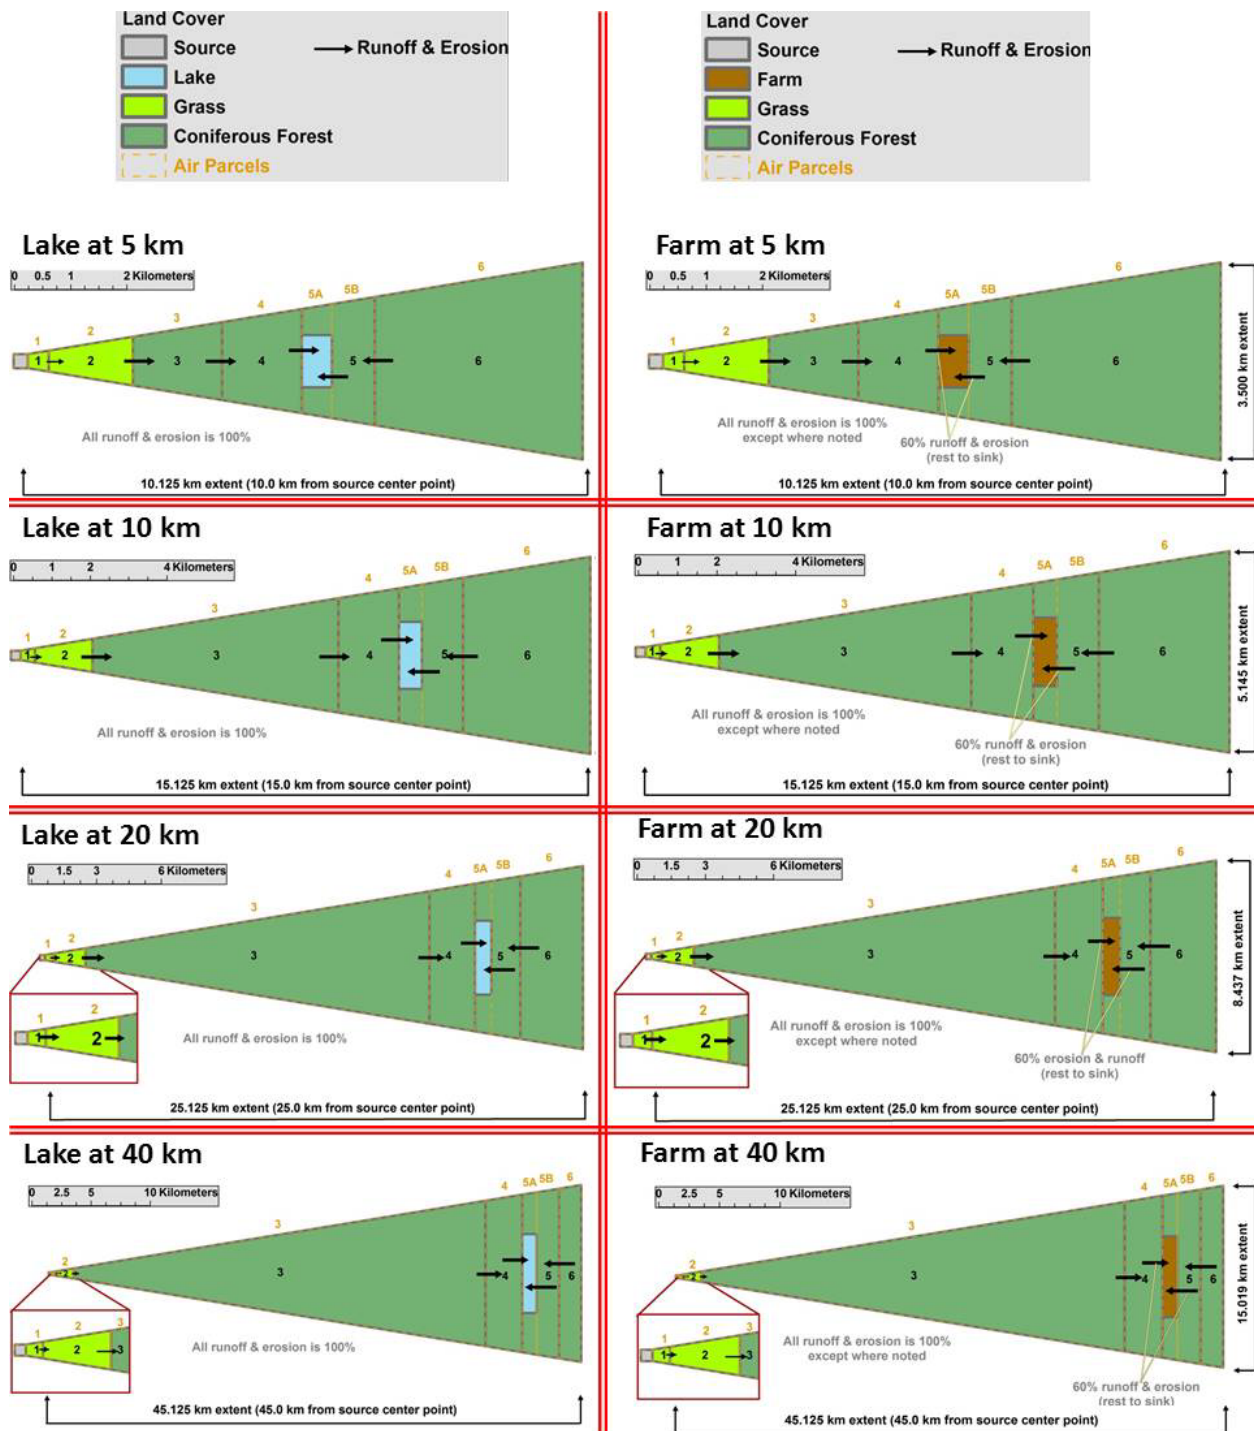 Land Cover
Source
Runoff & Erosion
Lake
Grass
Coniferous Forest
Air Parcels
Land Cover
Source
Runoff & Erosion
Farm
Grass
Coniferous Forest
Air Parcels
Lake at 5 km
0 0.5 1 2 Kilometers
1 2 3 4 5A 5B 6
1 2 3 4 5 6
All runoff & erosion is 100%
10.125 km extent (10.0 km from source center point)
Farm at 5 km
0 0.5 1 2 Kilometers
1 2 3 4 5A 5B 6
1 2 3 4 5 6
3.500 km extent
All runoff & erosion is 100%
except where noted
60% runoff & erosion
(rest to sink)
10.125 km extent (10.0 km from source center point)
Lake at 10 km
0 1 2 4 Kilometers
1 2 3 4 5A 5B 6
1 2 3 4 5 6
All runoff & erosion is 100%
15.125 km extent (15.0 km from source center point)
Farm at 10 km
0 1 2 4 Kilometers
1 2 3 4 5A 5B 6
1 2 3 4 5 6
5.145 km extent
All runoff & erosion is 100%
except where noted
60% runoff & erosion
(rest to sink)
15.125 km extent (15.0 km from source center point)
Lake at 20 km
0 1.5 3 6 Kilometers
1 2 3 4 5A 5B 6
2 3 4 5 6
2
1 2
All runoff & erosion is 100%
25.125 km extent (25.0 km from source center point)
Farm at 20 km
0 1.5 3 6 Kilometers
1 2 3 4 5A 5B 6
2 3 4 5 6
8.437 km extent
2
1 2
All runoff & erosion is 100%
except where noted
60% erosion & runoff
(rest to sink)
25.125 km extent (25.0 km from source center point)
Lake at 40 km
0 2.5 5 10 Kilometers
2 3 4 5A 5B 6
2 3 4 5 6
1 2 3
1 2 3
All runoff & erosion is 100%
45.125 km extent (45.0 km from source center point)
Farm at 40 km
0 2.5 5 10 Kilometers
2 3 4 5A 5B 6
2 3 4 5 6
15.019 km extent
1 2 3
1 2 3
All runoff & erosion is 100%
except where noted
60% runoff & erosion
(rest to sink)
45.125 km extent (45.0 km from source center point)